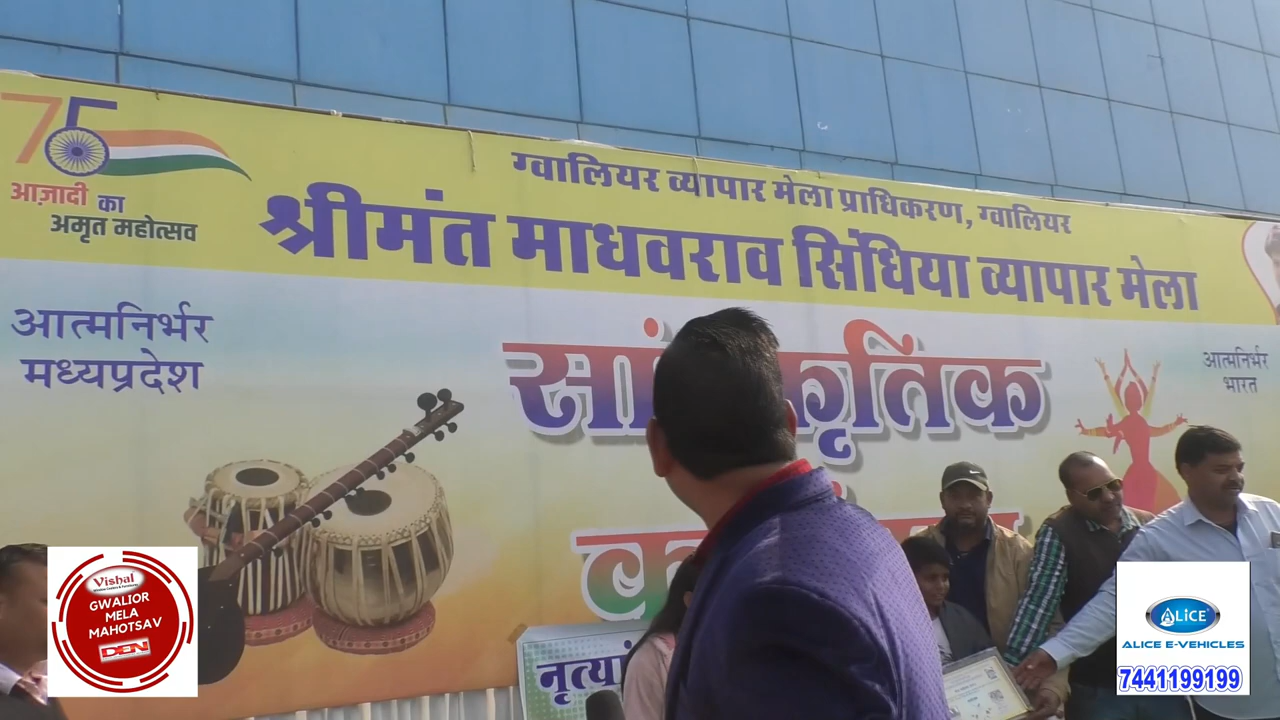 75
आज़ादी का
अमृत महोत्सव
ग्वालियर व्यापार मेला प्राधिकरण, ग्वालियर
श्रीमंत माधवराव सिंधिया व्यापार मेला
आत्मनिर्भर
मध्यप्रदेश
आत्मनिर्भर
भारत
Vishal
GWALIOR
MELA
MAHOTSAV
DEN
ALICE
ALICE E-VEHICLES
7441199199